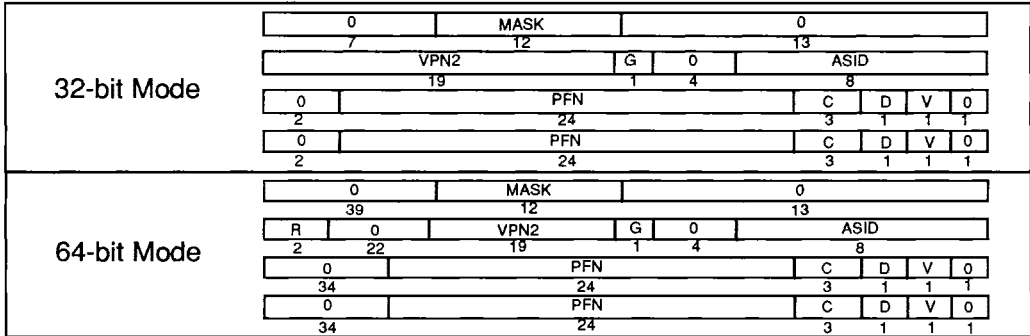 0 MASK 0
7 12 13
VPN2 G 0 ASID
19 1 4 8
32-bit Mode
0 PFN C D V 0
2 24 3 1 1 1
0 PFN C D V 0
2 24 3 1 1 1
0 MASK 0
39 12 13
R 0 VPN2 G 0 ASID
2 22 19 1 4 8
64-bit Mode
0 PFN C D V 0
34 24 3 1 1 1
0 PFN C D V 0
34 24 3 1 1 1